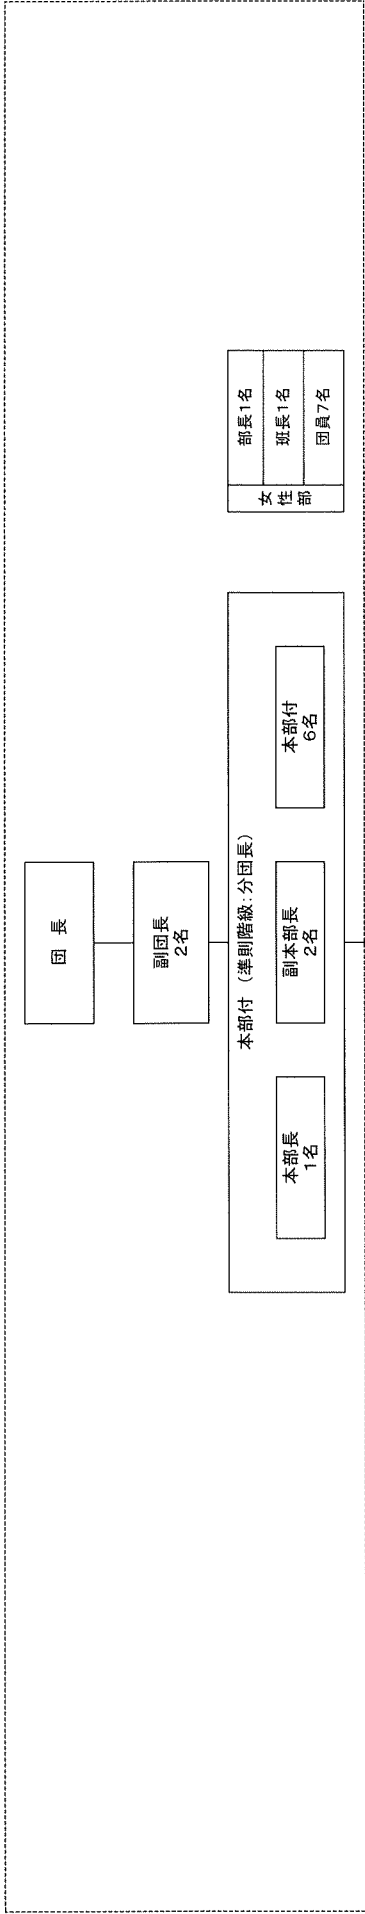 団 長
副団長
2名
本部付 (準則階級:分団長)
本部長
1名
副本部長
2名
本部付
6名
女性部
部長1名
班長1名
団員7名